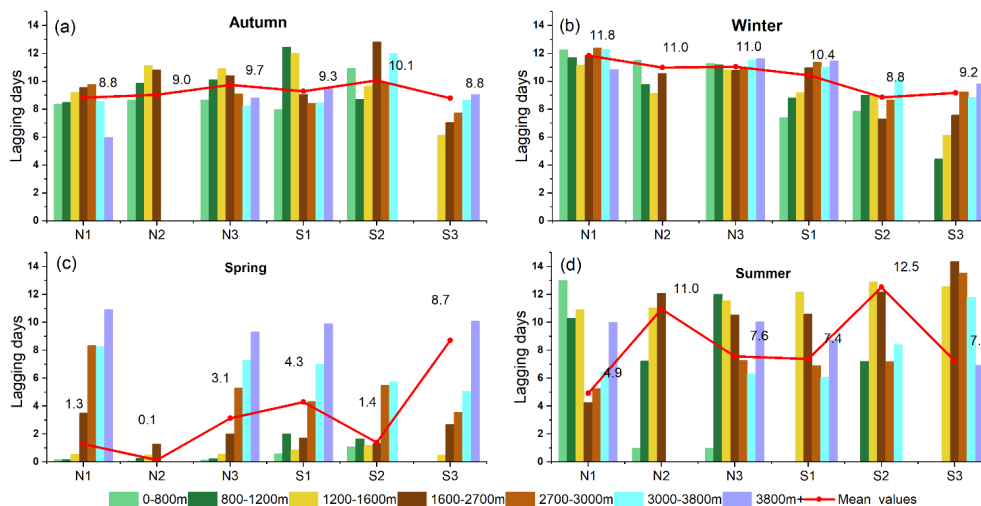 (a) Autumn
Lagging days
14
12
10
8
6
4
2
0
8.8 9.0 9.7 9.3 10.1 8.8
N1 N2 N3 S1 S2 S3
(b) Winter
Lagging days
14
12
10
8
6
4
2
0
11.8 11.0 11.0 10.4 8.8 9.2
N1 N2 N3 S1 S2 S3
(c) Spring
Lagging days
14
12
10
8
6
4
2
0
1.3 0.1 3.1 4.3 1.4 8.7
N1 N2 N3 S1 S2 S3
(d) Summer
Lagging days
14
12
10
8
6
4
2
0
4.9 11.0 7.6 7.4 12.5 7.
N1 N2 N3 S1 S2 S3
0-800m 800-1200m 1200-1600m 1600-2700m 2700-3000m 3000-3800m 3800m+ Mean values